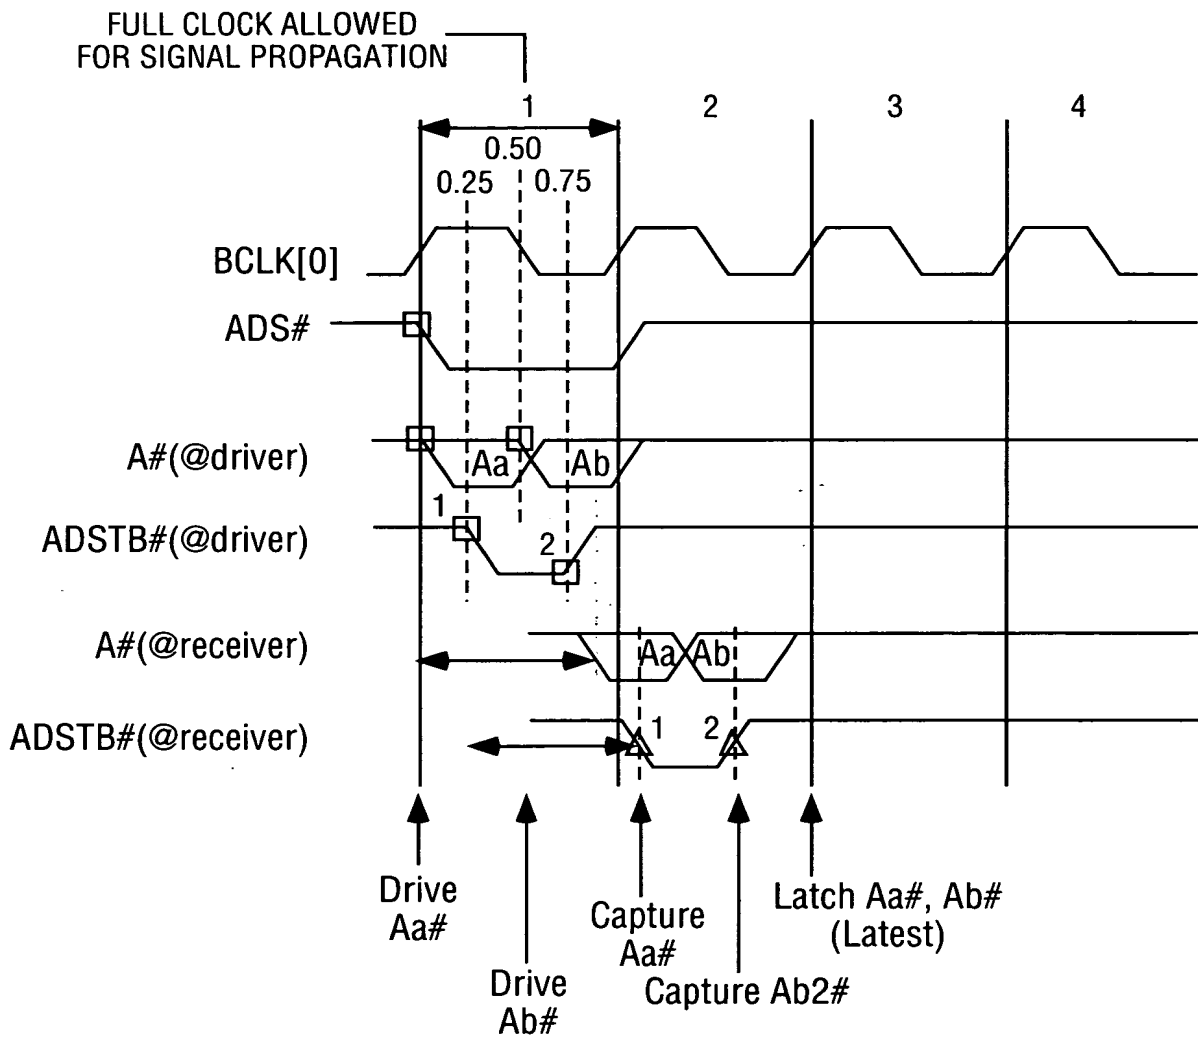 FULL CLOCK ALLOWED
FOR SIGNAL PROPAGATION
1
2
3
4
0.50
0.25
0.75
BCLK[0]
ADS#
A#(@driver)
Aa
Ab
1
ADSTB#(@driver)
2
A#(@receiver)
Aa
Ab
ADSTB#(@receiver)
1
2
Drive
Aa#
Drive
Ab#
Capture
Aa#
Capture Ab2#
Latch Aa#, Ab#
(Latest)